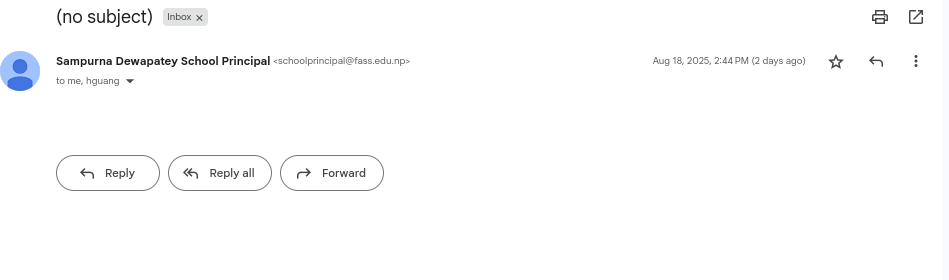 (no subject) Inbox ×
Sampurna Dewapatey School Principal <schoolprincipal@fass.edu.np> Aug 18, 2025, 2:44 PM (2 days ago)
to me, hguang
Reply Reply all Forward